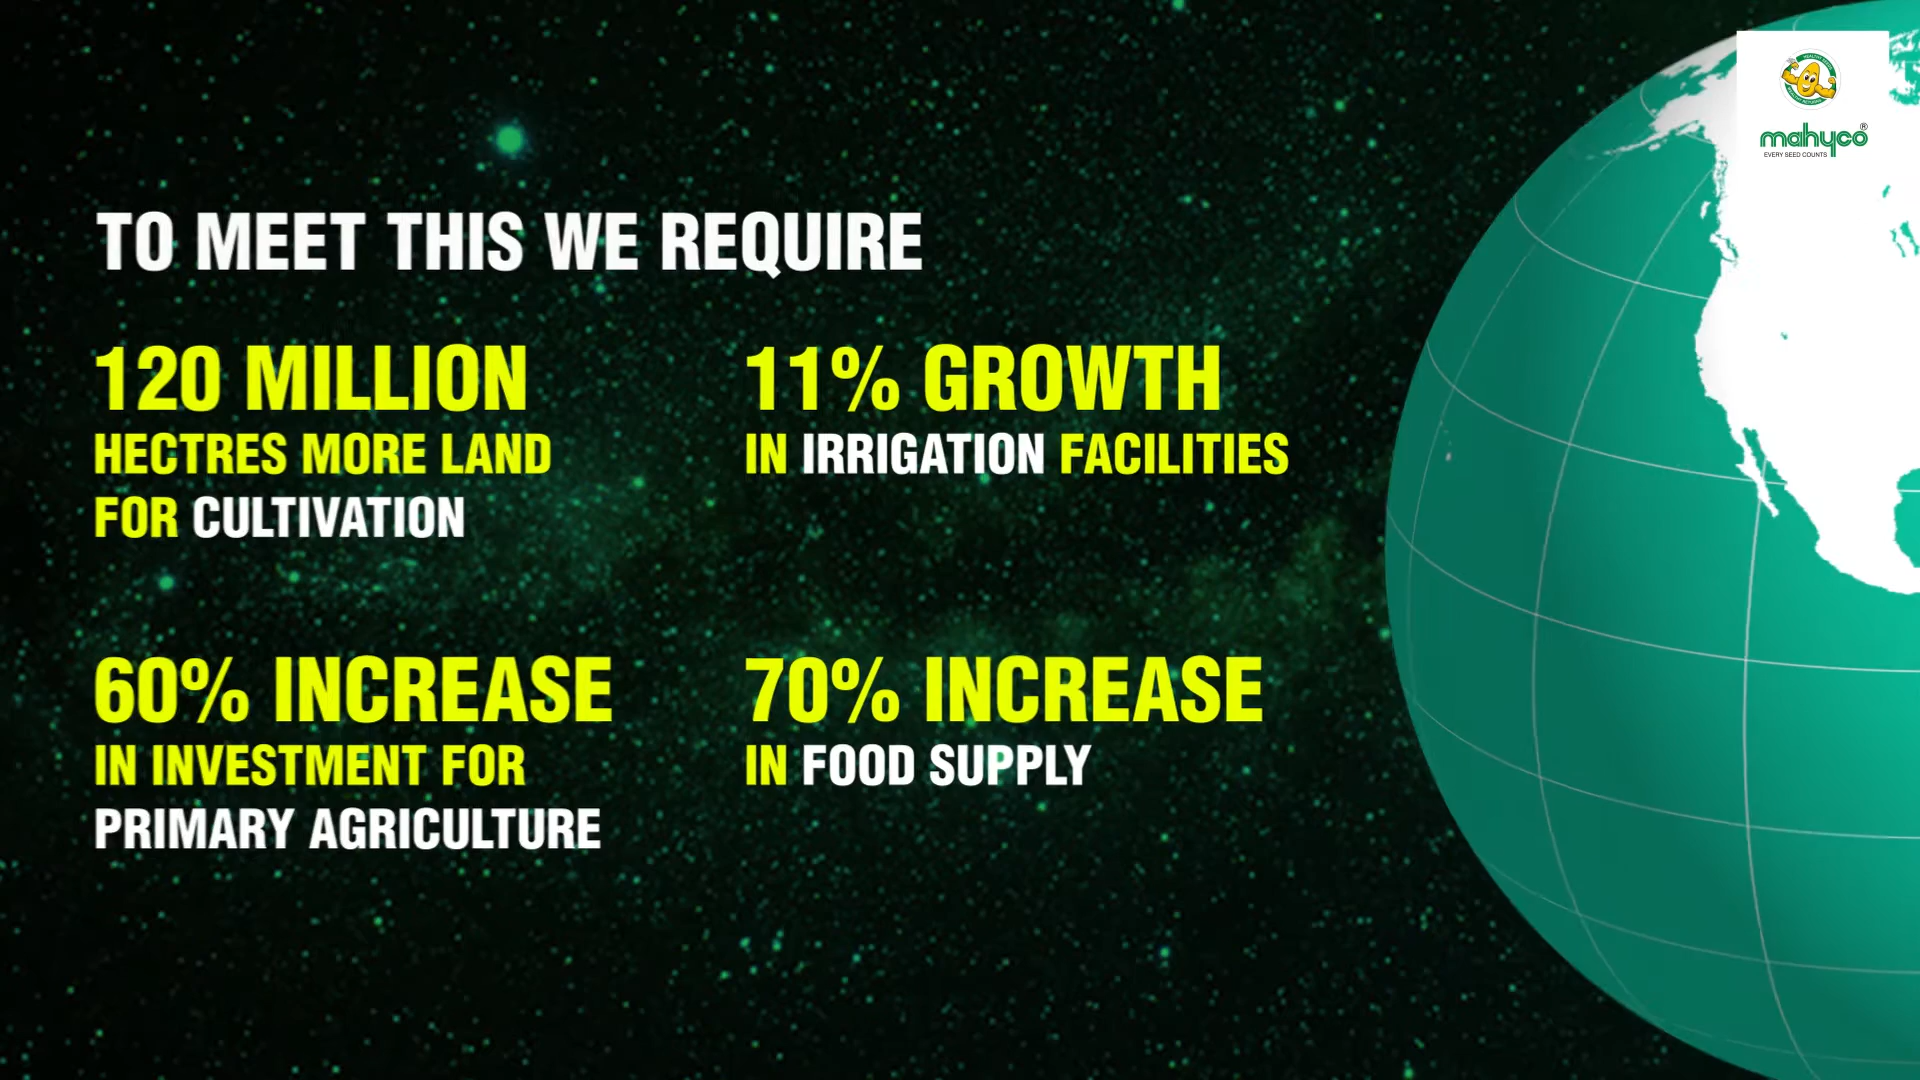 TO MEET THIS WE REQUIRE
120 MILLION
HECTRES MORE LAND
FOR CULTIVATION
11% GROWTH
IN IRRIGATION FACILITIES
60% INCREASE
IN INVESTMENT FOR
PRIMARY AGRICULTURE
70% INCREASE
IN FOOD SUPPLY
mahyco®
EVERY SEED COUNTS